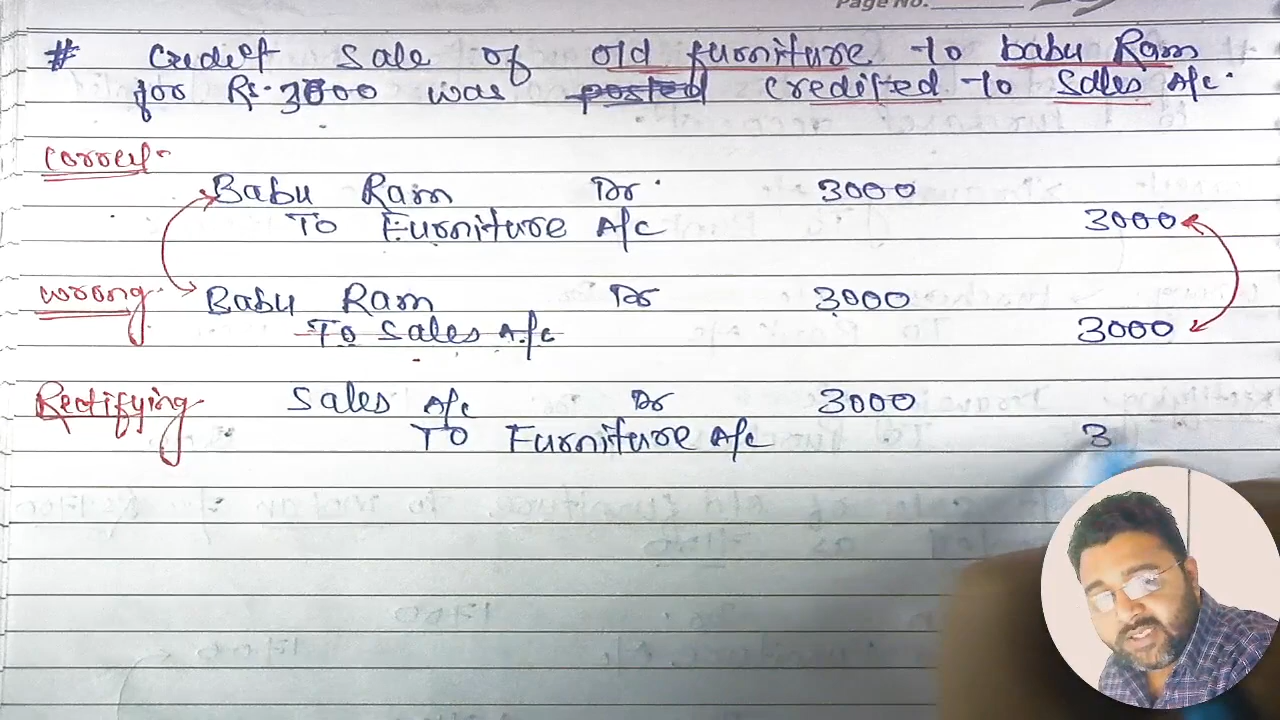 Page No.
# Credit Sale of old furniture to babu Ram
for Rs. 3000 was posted credited to Sales A/c.
Correct
Babu Ram Dr. 3000
To Furniture A/c 3000
wrong
Babu Ram Dr 3000
To Sales A/c 3000
Rectifying Sales A/c Dr 3000
To Furniture A/c 3